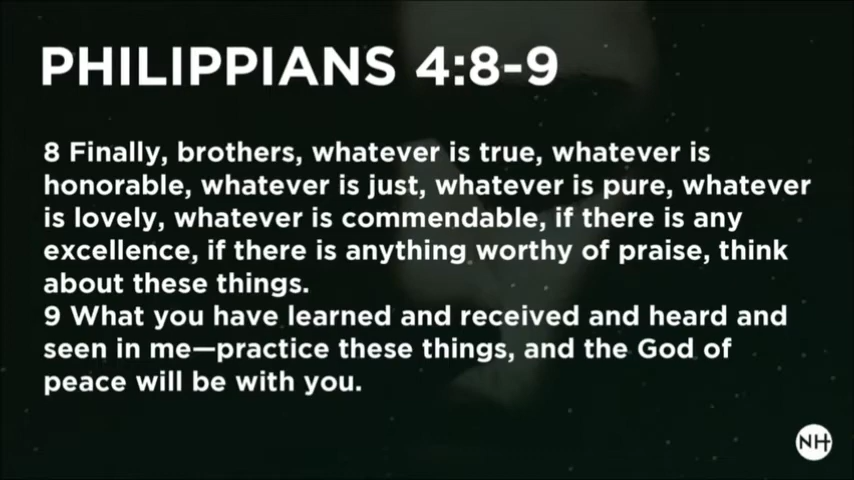 PHILIPPIANS 4:8-9
8 Finally, brothers, whatever is true, whatever is
honorable, whatever is just, whatever is pure, whatever
is lovely, whatever is commendable, if there is any
excellence, if there is anything worthy of praise, think
about these things.
9 What you have learned and received and heard and
seen in me—practice these things, and the God of
peace will be with you.
NH